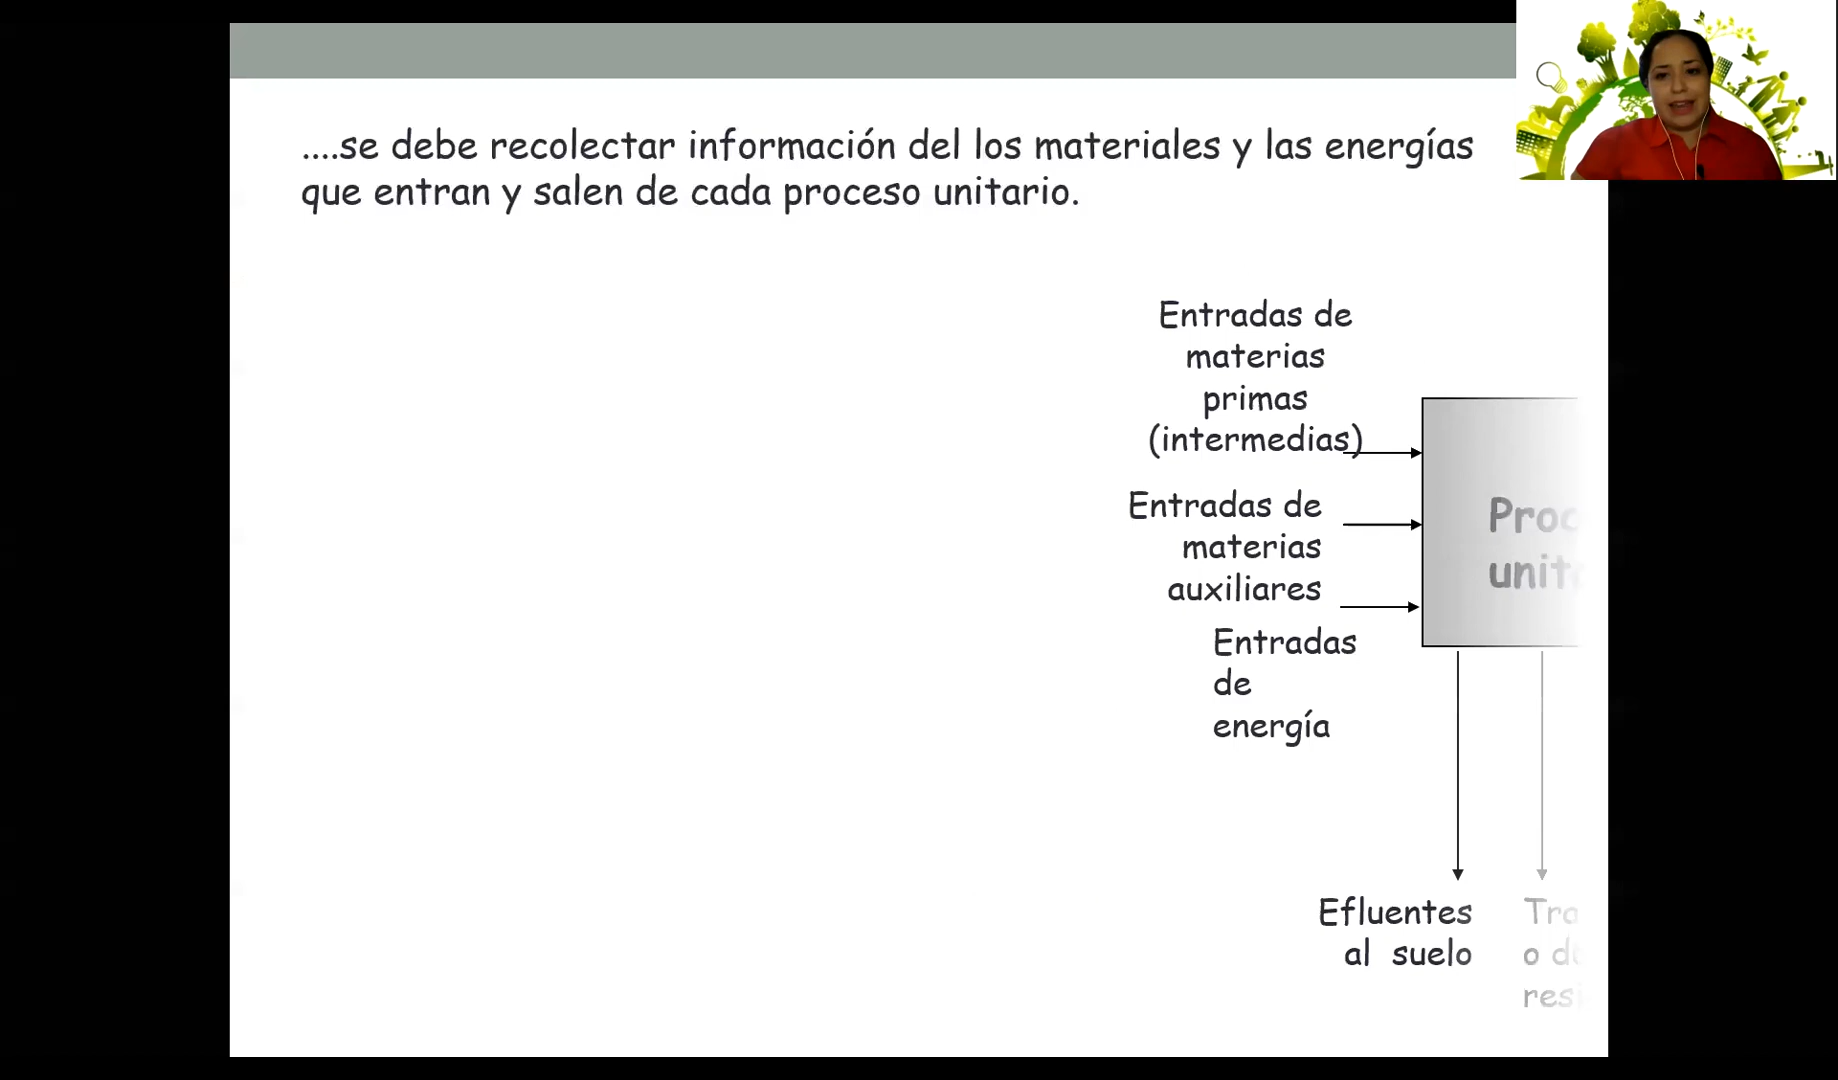 ....se debe recolectar información del los materiales y las energías
que entran y salen de cada proceso unitario.
Entradas de
materias
primas
(intermedias)
Entradas de
materias
auxiliares
Entradas
de
energía
Efluentes
al suelo